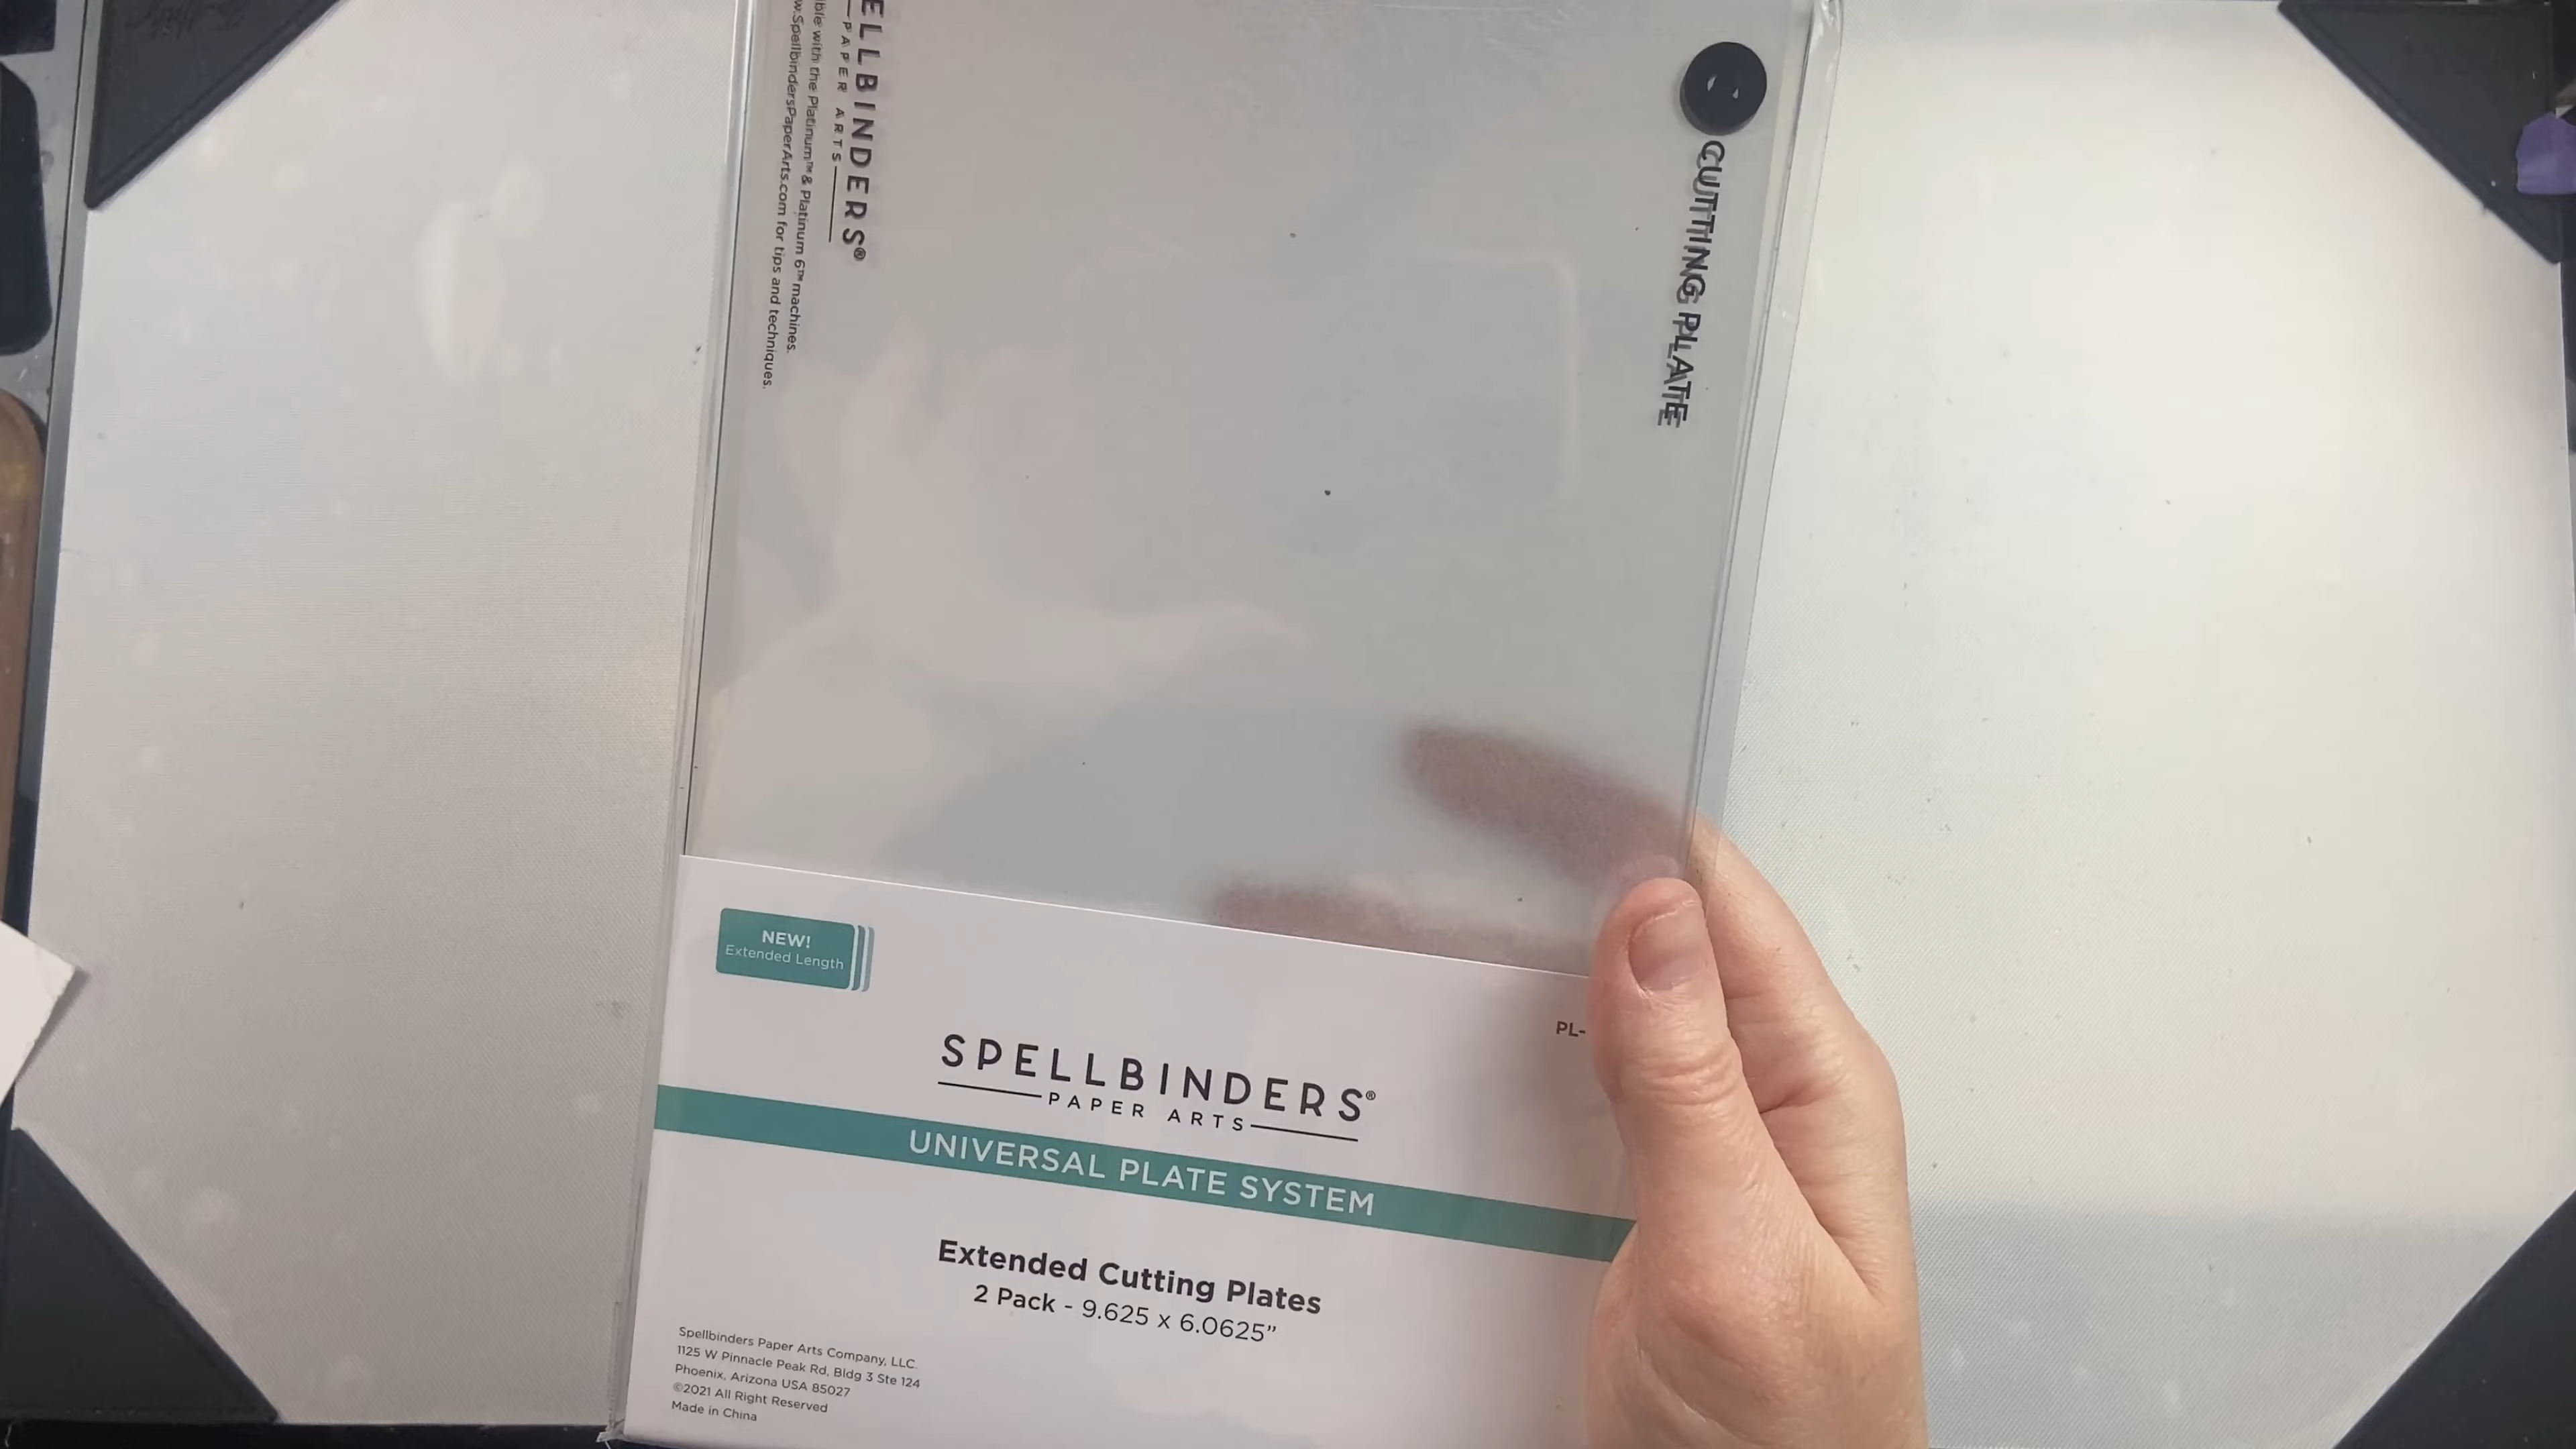 ELLBINDERS®
PAPER ARTS
with the Platinum™ & Platinum 6™ machines.
SpellbindersPaperArts.com for tips and techniques.
CUTTING PLATE
NEW!
Extended Length
PL-
SPELLBINDERS®
PAPER ARTS
UNIVERSAL PLATE SYSTEM
Extended Cutting Plates
2 Pack - 9.625 x 6.0625”
Spellbinders Paper Arts Company, LLC.
1125 W Pinnacle Peak Rd, Bldg 3 Ste 124
Phoenix, Arizona USA 85027
©2021 All Right Reserved
Made in China